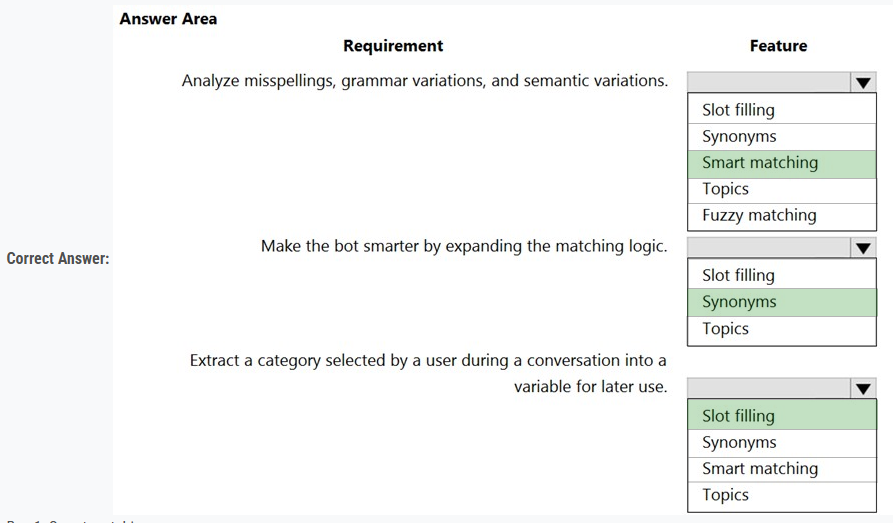 Answer Area
Requirement Feature
Analyze misspellings, grammar variations, and semantic variations.
Slot filling
Synonyms
Smart matching
Topics
Fuzzy matching
Correct Answer:
Make the bot smarter by expanding the matching logic.
Slot filling
Synonyms
Topics
Extract a category selected by a user during a conversation into a
variable for later use.
Slot filling
Synonyms
Smart matching
Topics